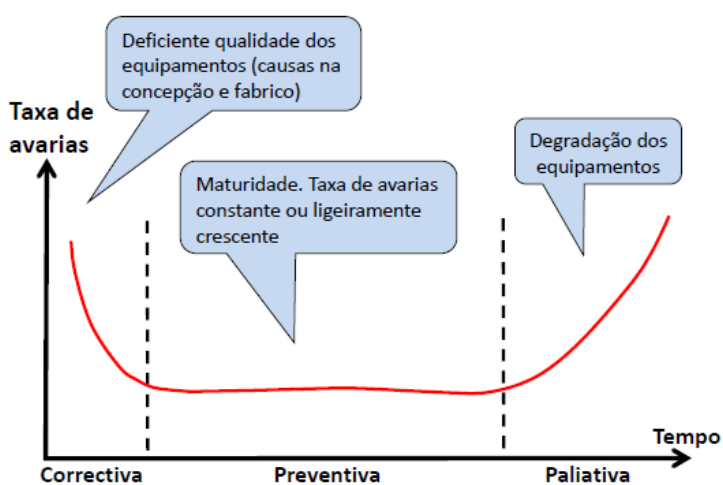 Deficiente qualidade dos
equipamentos (causas na
concepção e fabrico)
Taxa de
avarias
Degradação dos
equipamentos
Maturidade. Taxa de avarias
constante ou ligeiramente
crescente
Tempo
Correctiva
Preventiva
Paliativa